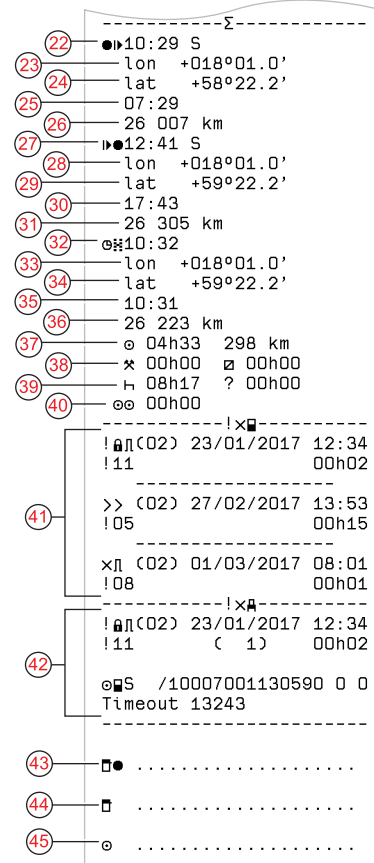 Σ
22 ●10:29 S
23 lon +018º01.0’
24 lat +58º22.2’
25 07:29
26 26 007 km
27 ●12:41 S
28 lon +018º01.0’
29 lat +59º22.2’
30 17:43
31 26 305 km
32 10:32
33 lon +018º01.0’
34 lat +59º22.2’
35 10:31
36 26 223 km
37 ⊙ 04h33 298 km
38 00h00 00h00
39 08h17 ? 00h00
40 ⊙⊙ 00h00
!×
!(02) 23/01/2017 12:34
!11 00h02
41
>> (02) 27/02/2017 13:53
!05 00h15
×(02) 01/03/2017 08:01
!08 00h01
!×
!(02) 23/01/2017 12:34
!11 ( 1) 00h02
42
⊙S /10007001130590 0 0
Timeout 13243
43 ● ....................
44 ....................
45 ⊙ ....................